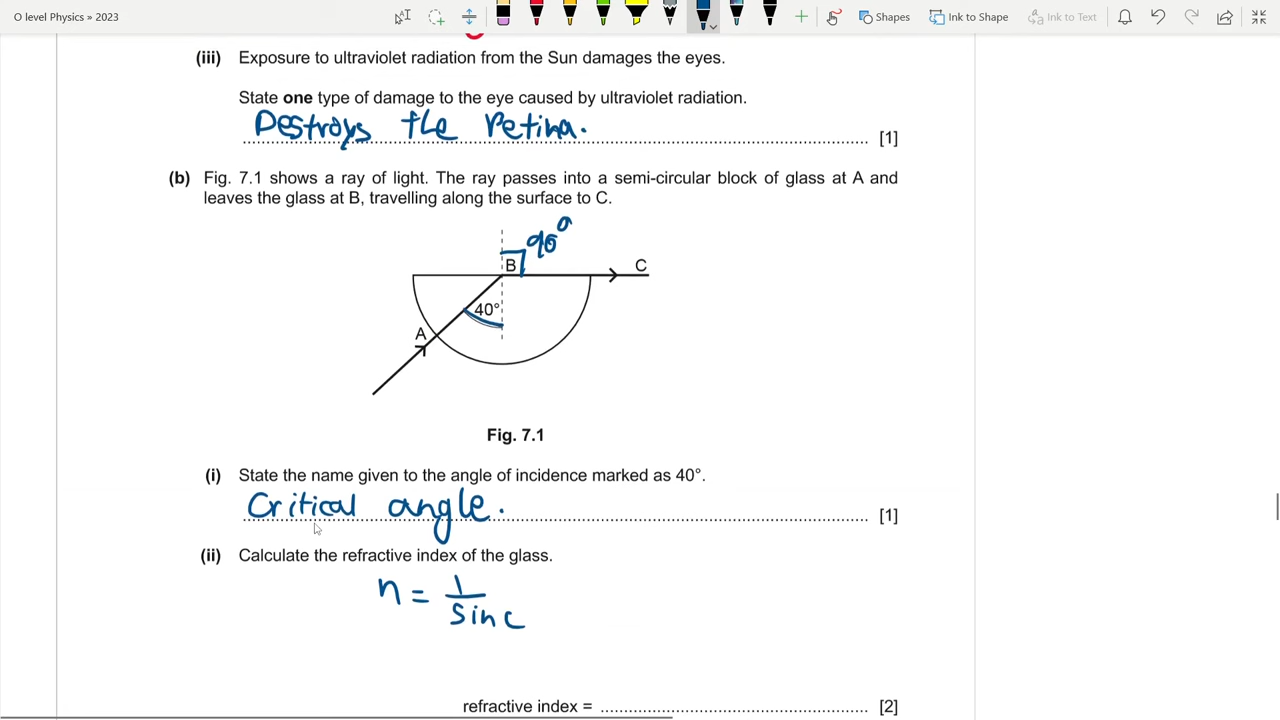 O level Physics » 2023
Shapes
Ink to Shape
Ink to Text
(iii) Exposure to ultraviolet radiation from the Sun damages the eyes.
State one type of damage to the eye caused by ultraviolet radiation.
Destroys the retina.
[1]
(b) Fig. 7.1 shows a ray of light. The ray passes into a semi-circular block of glass at A and
leaves the glass at B, travelling along the surface to C.
90°
B
C
40°
A
Fig. 7.1
(i) State the name given to the angle of incidence marked as 40°.
Critical angle.
[1]
(ii) Calculate the refractive index of the glass.
n = 1
sin c
refractive index = ........................................................ [2]